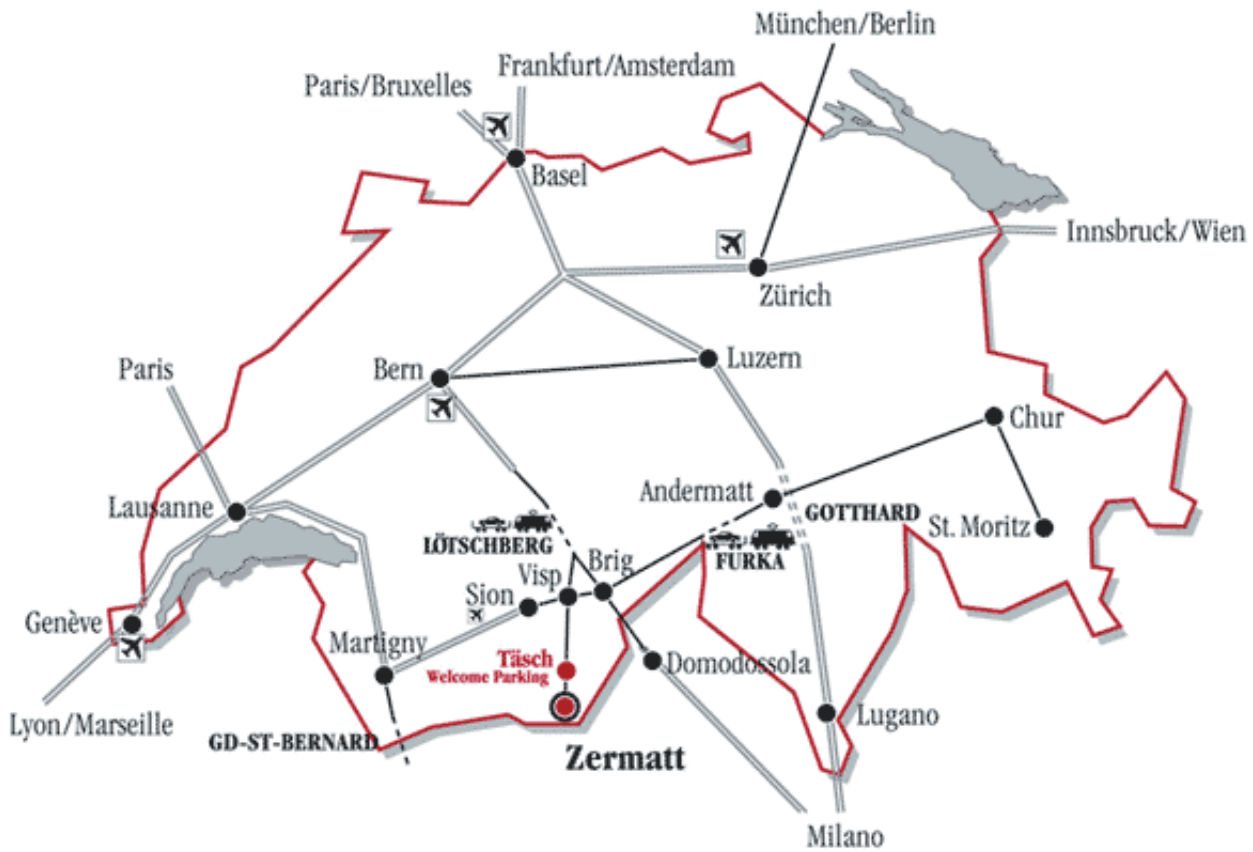 München/Berlin
Frankfurt/Amsterdam
Paris/Bruxelles
Basel
Innsbruck/Wien
Zürich
Luzern
Bern
Paris
Chur
Andermatt
Lausanne
GOTTHARD
St. Moritz
LÖTSCHBERG
FURKA
Brig
Visp
Sion
Genève
Martigny
Täsch
Welcome Parking
Domodossola
Lugano
Lyon/Marseille
GD-ST-BERNARD
Zermatt
Milano